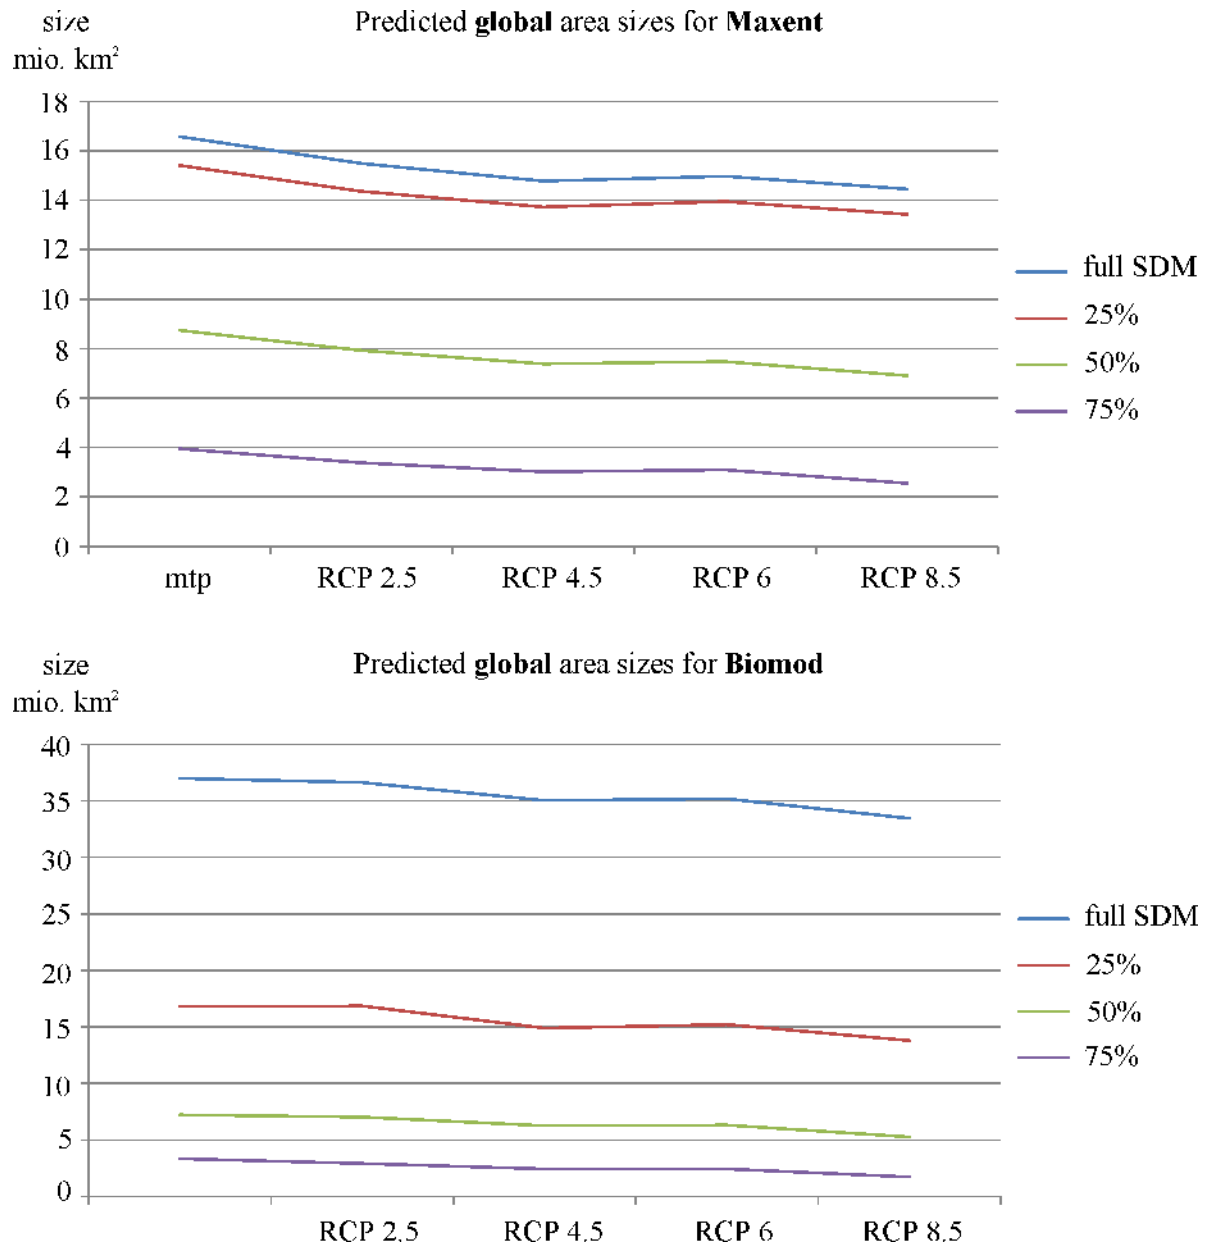 size
Predicted global area sizes for Maxent
mio. km²
18
16
14
12
10
8
6
4
2
0
mtp RCP 2.5 RCP 4.5 RCP 6 RCP 8.5
full SDM
25%
50%
75%
size
Predicted global area sizes for Biomod
mio. km²
40
35
30
25
20
15
10
5
0
RCP 2,5 RCP 4.5 RCP 6 RCP 8,5
full SDM
25%
50%
75%